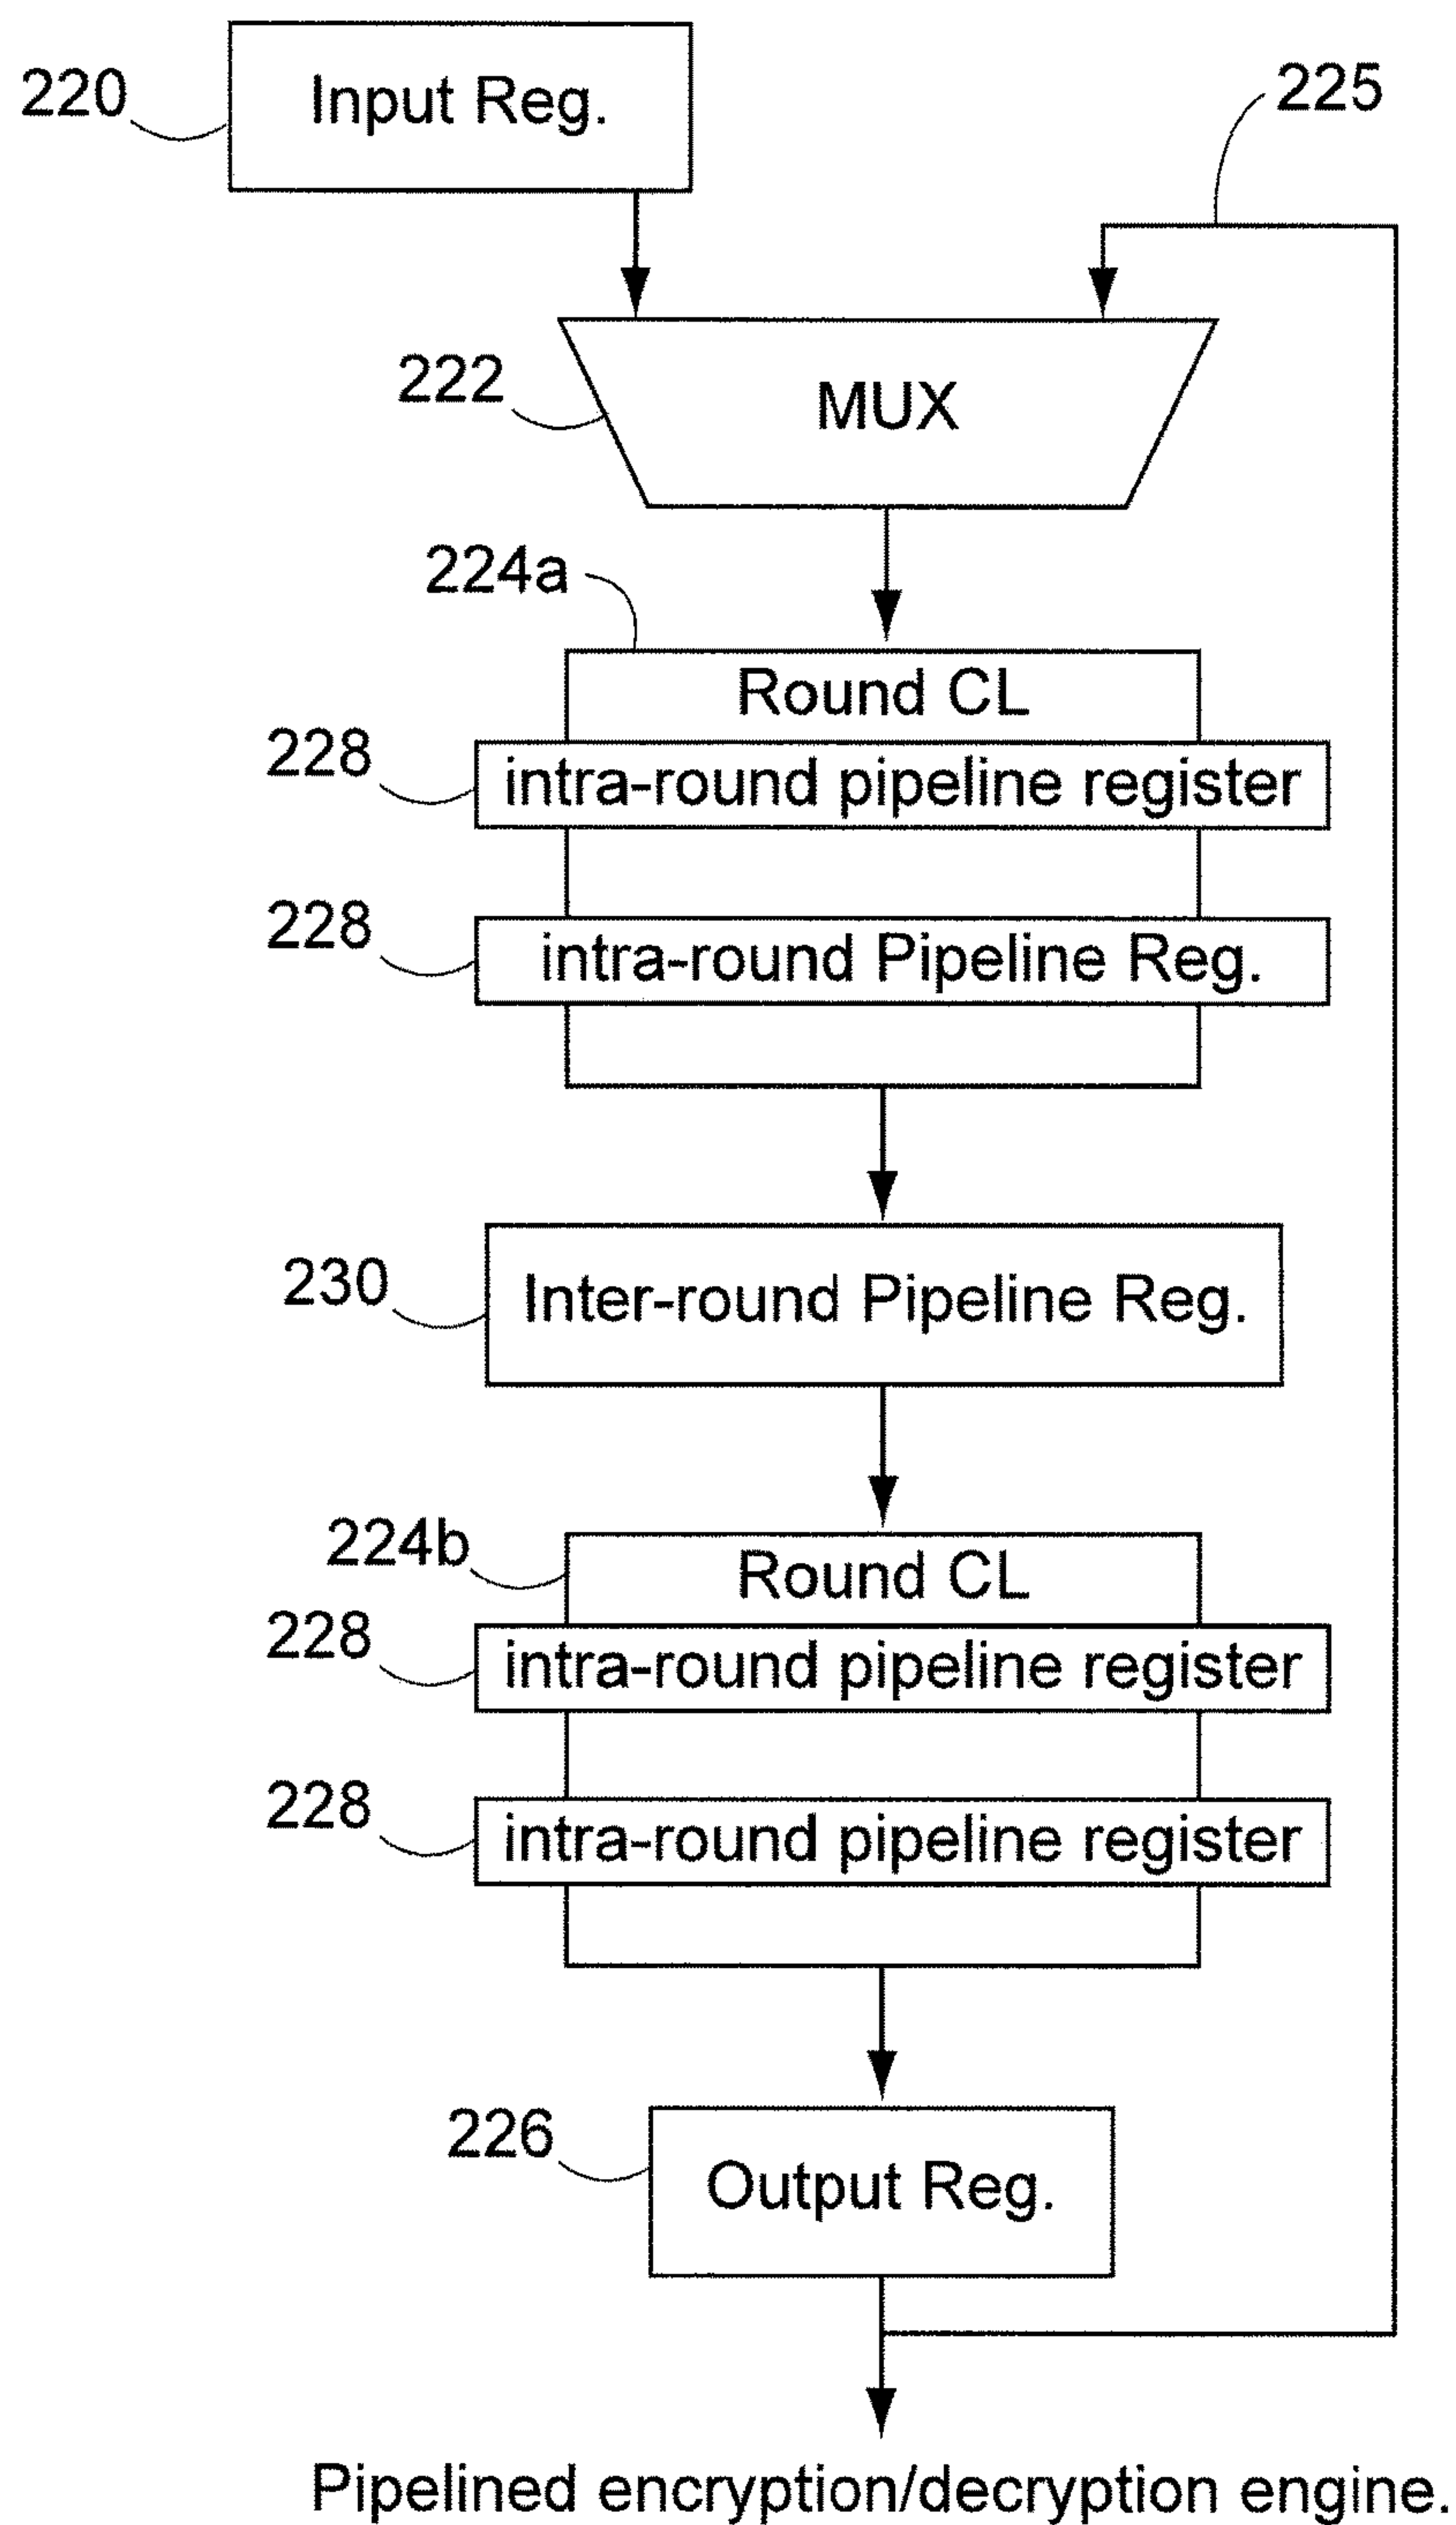 220
Input Reg.
225
222
MUX
224a
Round CL
228
intra-round pipeline register
228
intra-round Pipeline Reg.
230
Inter-round Pipeline Reg.
224b
Round CL
228
intra-round pipeline register
228
intra-round pipeline register
226
Output Reg.
Pipelined encryption/decryption engine.